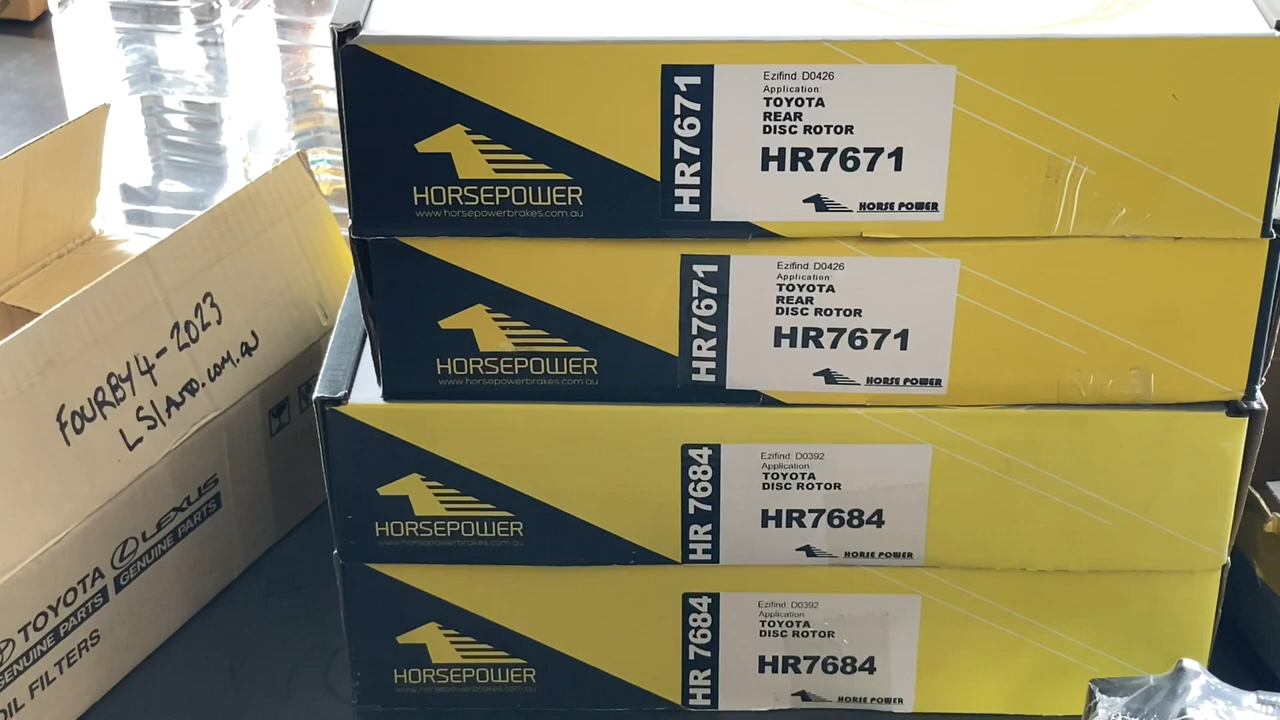 HR7671
Ezifind: D0426
Application:
TOYOTA
REAR
DISC ROTOR
HR7671
HORSE POWER
HORSEPOWER
www.horsepowerbrakes.com.au
HR7671
Ezifind: D0426
Application:
TOYOTA
REAR
DISC ROTOR
HR7671
HORSE POWER
HORSEPOWER
www.horsepowerbrakes.com.au
HR 7684
Ezifind: D0392
Application
TOYOTA
DISC ROTOR
HR7684
HORSE POWER
HORSEPOWER
www.horsepowerbrakes.com.au
HR 7684
Ezifind: D0392
Application
TOYOTA
DISC ROTOR
HR7684
HORSE POWER
HORSEPOWER
www.horsepowerbrakes.com.au
FOURBY4-2023
TOYOTA
GENUINE PARTS
LEXUS
GENUINE PARTS
OIL FILTERS